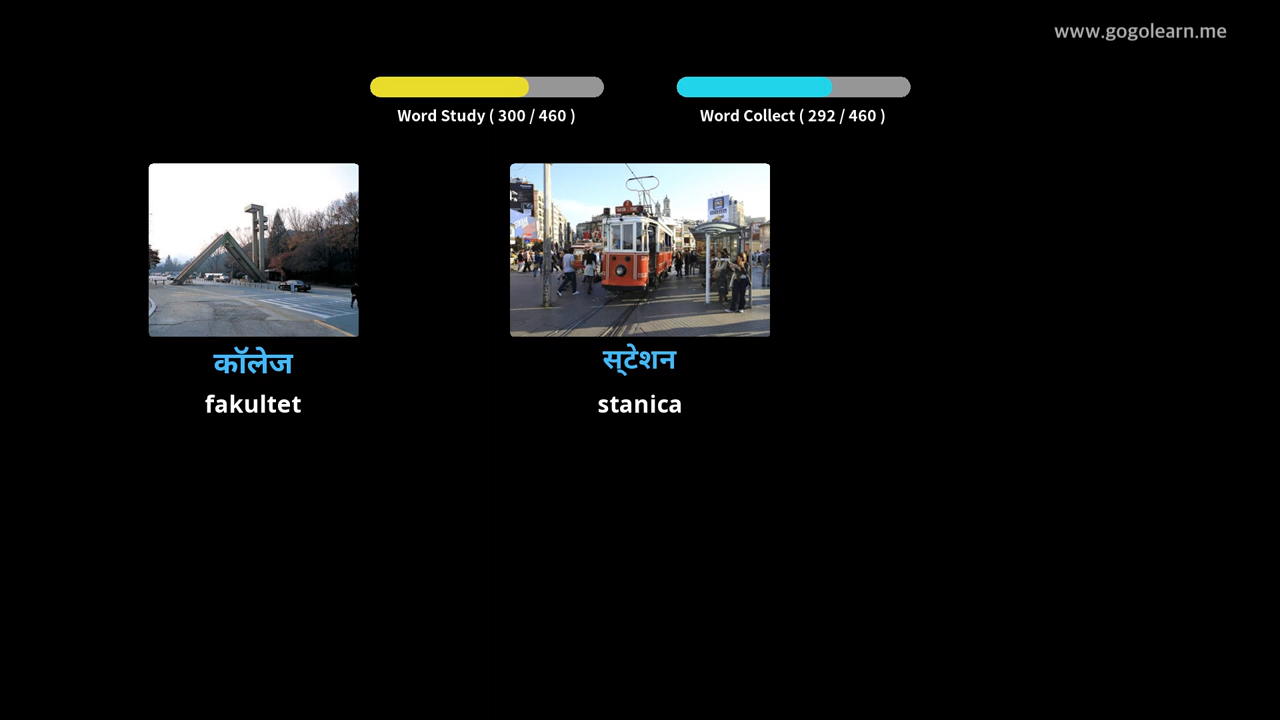 www.gogolearn.me
Word Study ( 300 / 460 )
Word Collect ( 292 / 460 )
कॉलेज
स्टेशन
fakultet
stanica